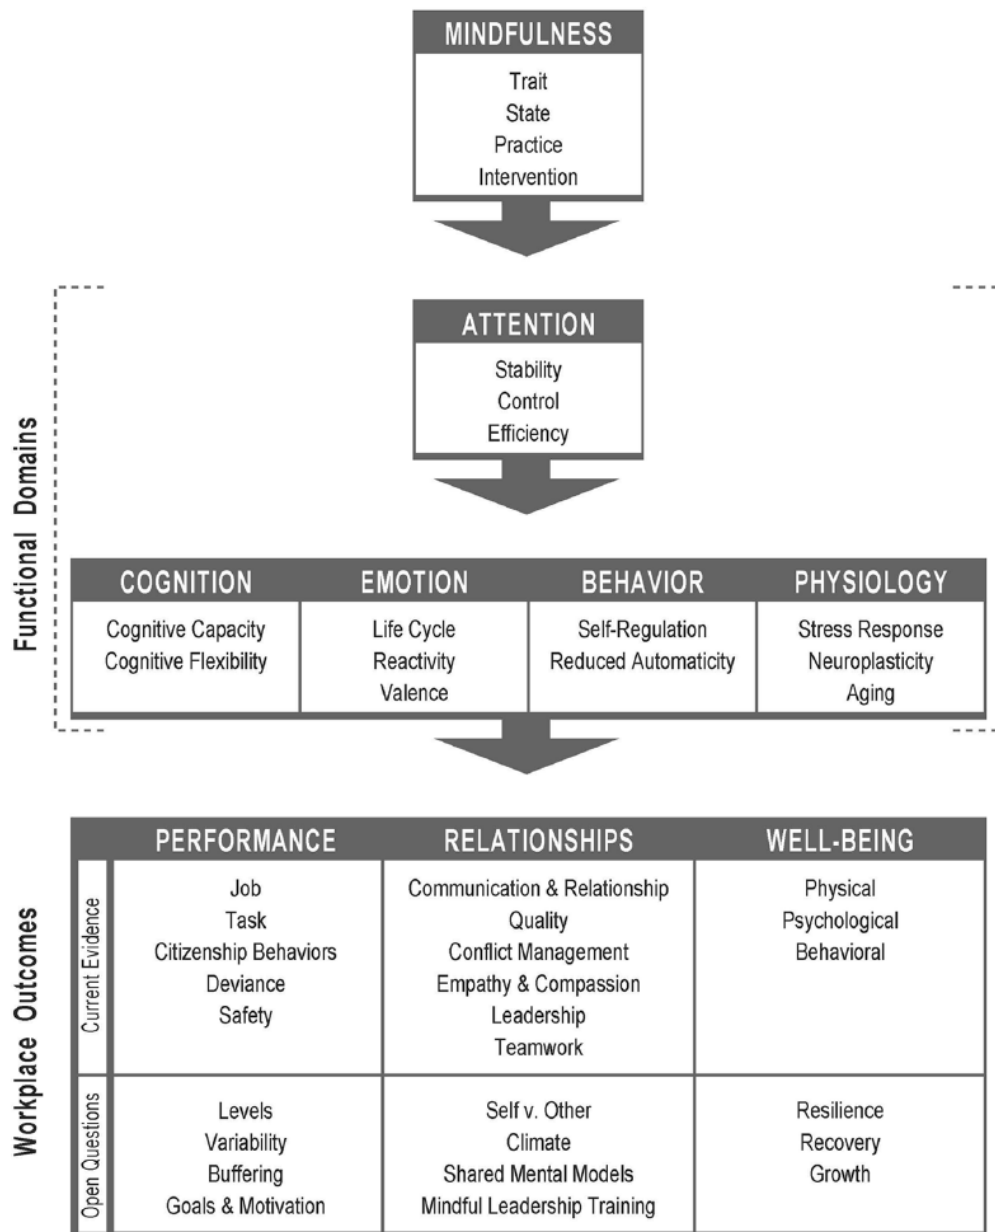 MINDFULNESS
Trait
State
Practice
Intervention
Functional Domains
ATTENTION
Stability
Control
Efficiency
COGNITION
Cognitive Capacity
Cognitive Flexibility
EMOTION
Life Cycle
Reactivity
Valence
BEHAVIOR
Self-Regulation
Reduced Automaticity
PHYSIOLOGY
Stress Response
Neuroplasticity
Aging
Workplace Outcomes
PERFORMANCE
RELATIONSHIPS
WELL-BEING
Current Evidence
Job
Task
Citizenship Behaviors
Deviance
Safety
Communication & Relationship
Quality
Conflict Management
Empathy & Compassion
Leadership
Teamwork
Physical
Psychological
Behavioral
Open Questions
Levels
Variability
Buffering
Goals & Motivation
Self v. Other
Climate
Shared Mental Models
Mindful Leadership Training
Resilience
Recovery
Growth